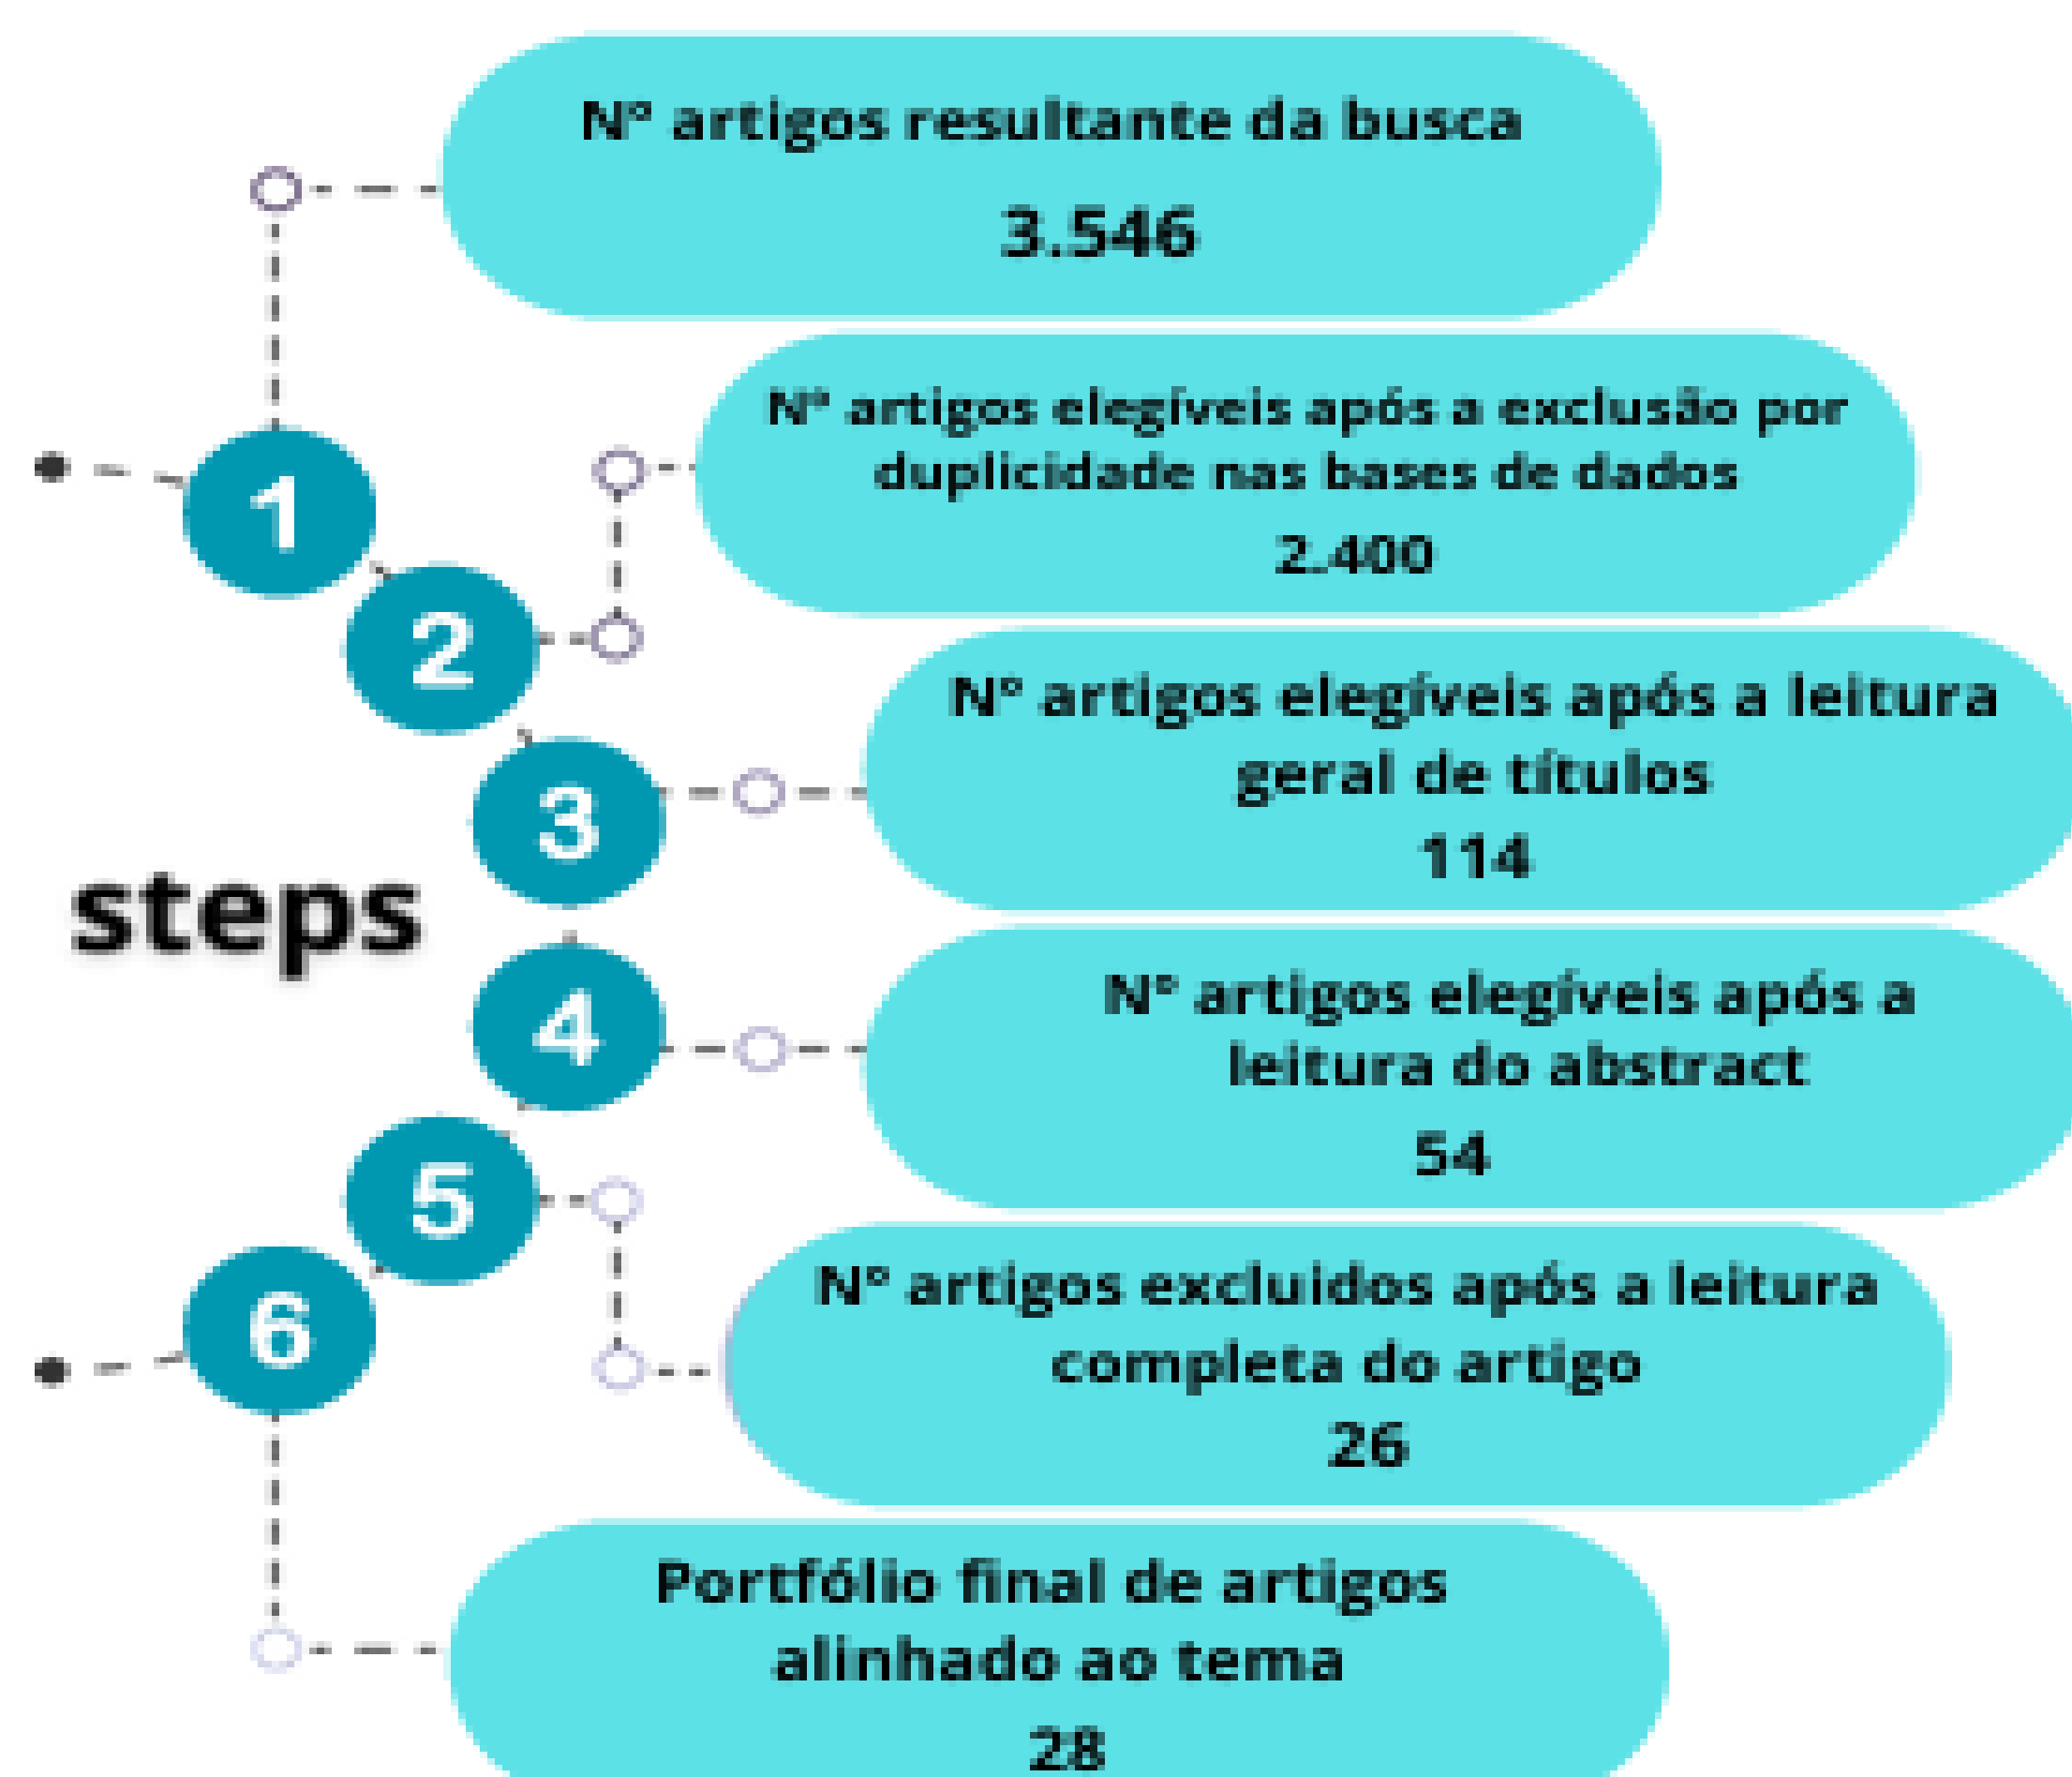 Nº artigos resultante da busca
3.546
1
Nº artigos elegíveis após a exclusão por
duplicidade nas bases de dados
2.400
2
Nº artigos elegíveis após a leitura
geral de títulos
114
3
steps
Nº artigos elegíveis após a
leitura do abstract
54
4
Nº artigos excluidos após a leitura
completa do artigo
26
5
6
Portfólio final de artigos
alinhado ao tema
28